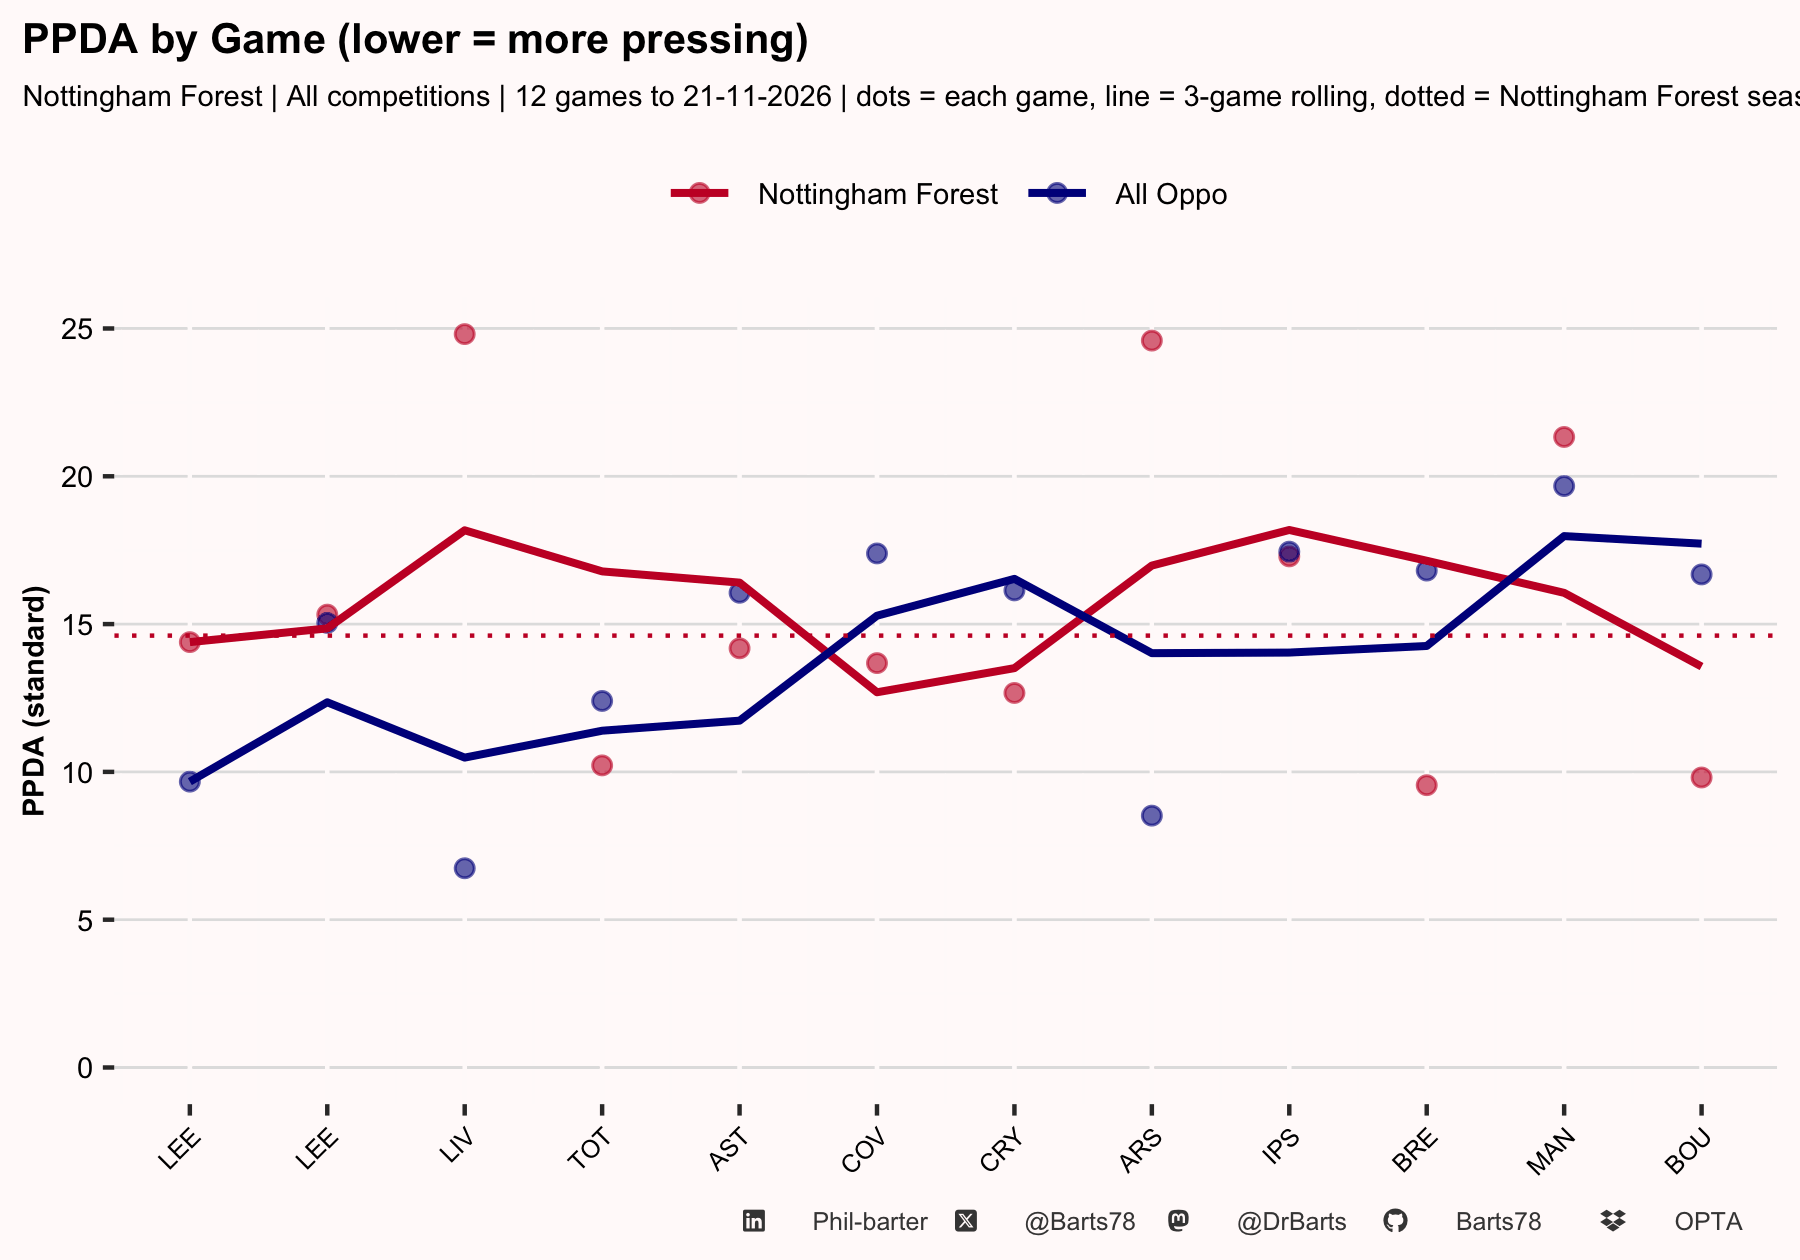 PPDA by Game (lower = more pressing)
Nottingham Forest | All competitions | 12 games to 21-11-2026 | dots = each game, line = 3-game rolling, dotted = Nottingham Forest seas
Nottingham Forest
All Oppo
PPDA (standard)
25
20
15
10
5
0
LEE
LEE
LIV
TOT
AST
COV
CRY
ARS
IPS
BRE
MAN
BOU
Phil-barter @Barts78 @DrBarts Barts78 OPTA